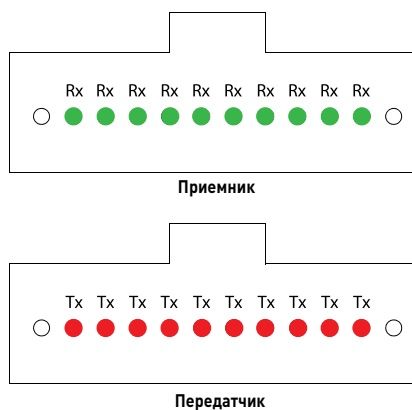 Rx Rx Rx Rx Rx Rx Rx Rx Rx Rx
Приемник
Tx Tx Tx Tx Tx Tx Tx Tx Tx Tx
Передатчик